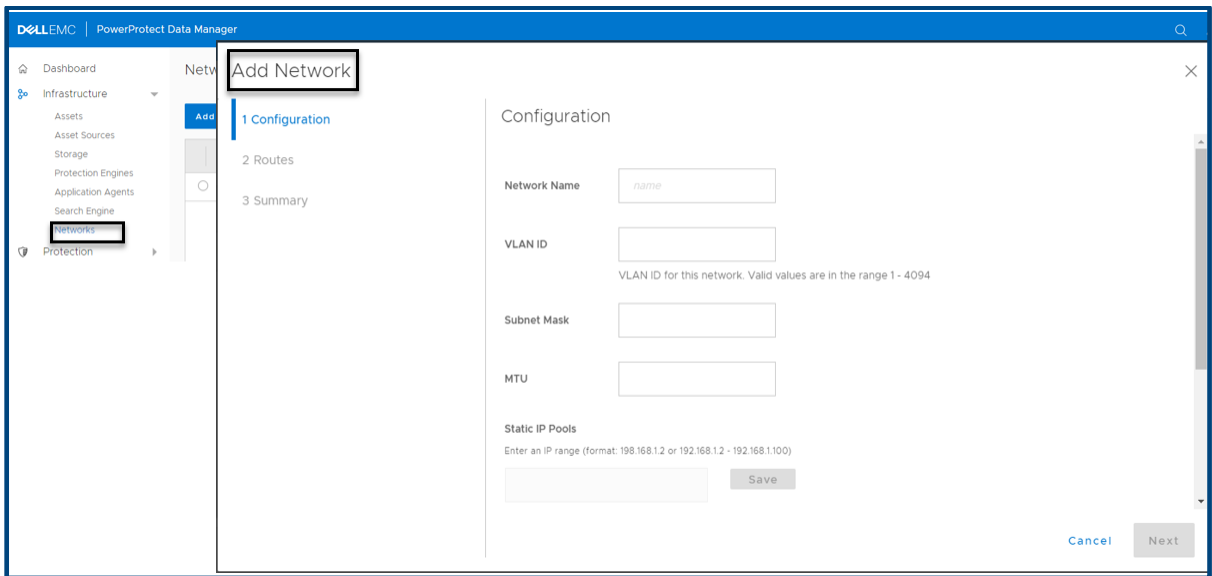 DELLEMC | PowerProtect Data Manager
Dashboard
Infrastructure
Assets
Asset Sources
Storage
Protection Engines
Application Agents
Search Engine
Networks
Protection
Netw
Add
Add Network
1 Configuration
2 Routes
3 Summary
Configuration
Network Name
name
VLAN ID
VLAN ID for this network. Valid values are in the range 1 - 4094
Subnet Mask
MTU
Static IP Pools
Enter an IP range (format: 198.168.1.2 or 192.168.1.2 - 192.168.1.100)
Save
Cancel
Next